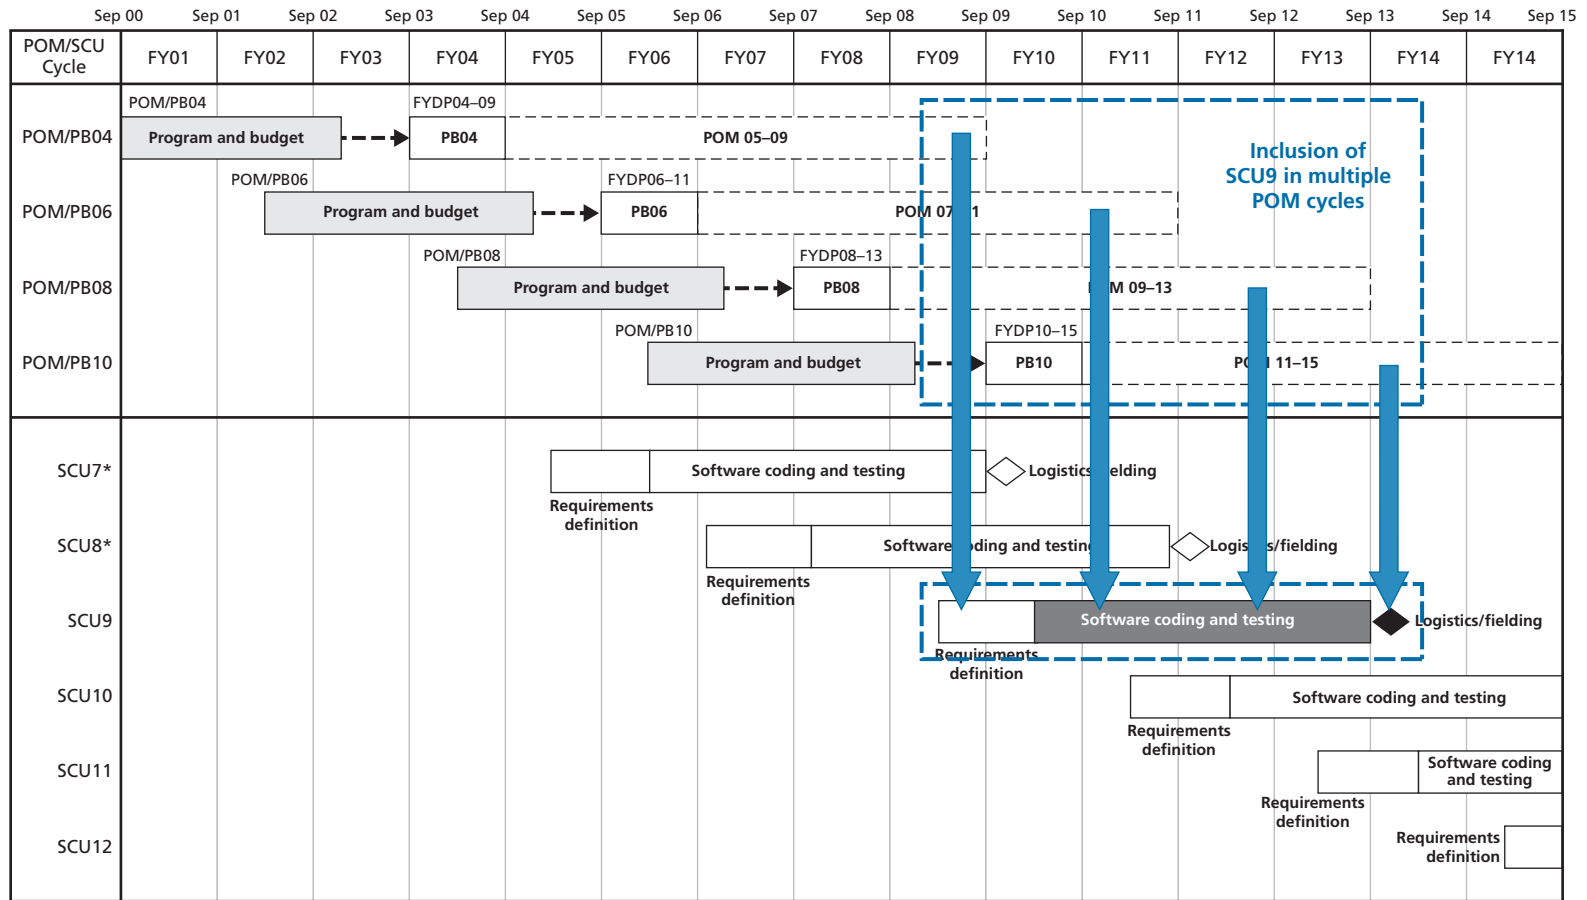 Sep 00 Sep 01 Sep 02 Sep 03 Sep 04 Sep 05 Sep 06 Sep 07 Sep 08 Sep 09 Sep 10 Sep 11 Sep 12 Sep 13 Sep 14 Sep 15
POM/SCU
Cycle
FY01 FY02 FY03 FY04 FY05 FY06 FY07 FY08 FY09 FY10 FY11 FY12 FY13 FY14 FY14
POM/PB04 FYDP04–09
POM/PB04 Program and budget PB04 POM 05–09
Inclusion of
SCU9 in multiple
POM cycles
POM/PB06 FYDP06–11
POM/PB06 Program and budget PB06 POM
POM/PB08 FYDP08–13
POM/PB08 Program and budget PB08 09–13
POM/PB10 FYDP10–15
POM/PB10 Program and budget PB10 11–15
SCU7* Software coding and testing Logistics/fielding
Requirements
definition
SCU8* Software coding and testing Logistics/fielding
Requirements
definition
SCU9 Software coding and testing Logistics/fielding
Requirements
definition
SCU10 Software coding and testing
Requirements
definition
SCU11 Software coding
and testing
Requirements
definition
SCU12 Requirements
definition